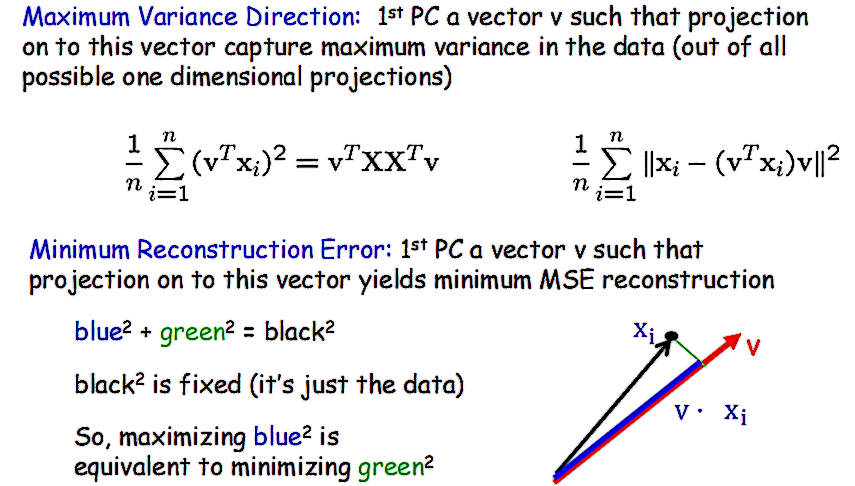 Maximum Variance Direction: 1st PC a vector v such that projection
on to this vector capture maximum variance in the data (out of all
possible one dimensional projections)
$\frac{1}{n} \sum_{i=1}^{n} (\mathbf{v}^T \mathbf{x}_i)^2 = \mathbf{v}^T \mathbf{X}\mathbf{X}^T \mathbf{v}$
$\frac{1}{n} \sum_{i=1}^{n} \|\mathbf{x}_i - (\mathbf{v}^T \mathbf{x}_i)\mathbf{v}\|^2$
Minimum Reconstruction Error: 1st PC a vector v such that
projection on to this vector yields minimum MSE reconstruction
blue² + green² = black²
black² is fixed (it's just the data)
So, maximizing blue² is
equivalent to minimizing green²
xᵢ
v
v · xᵢ